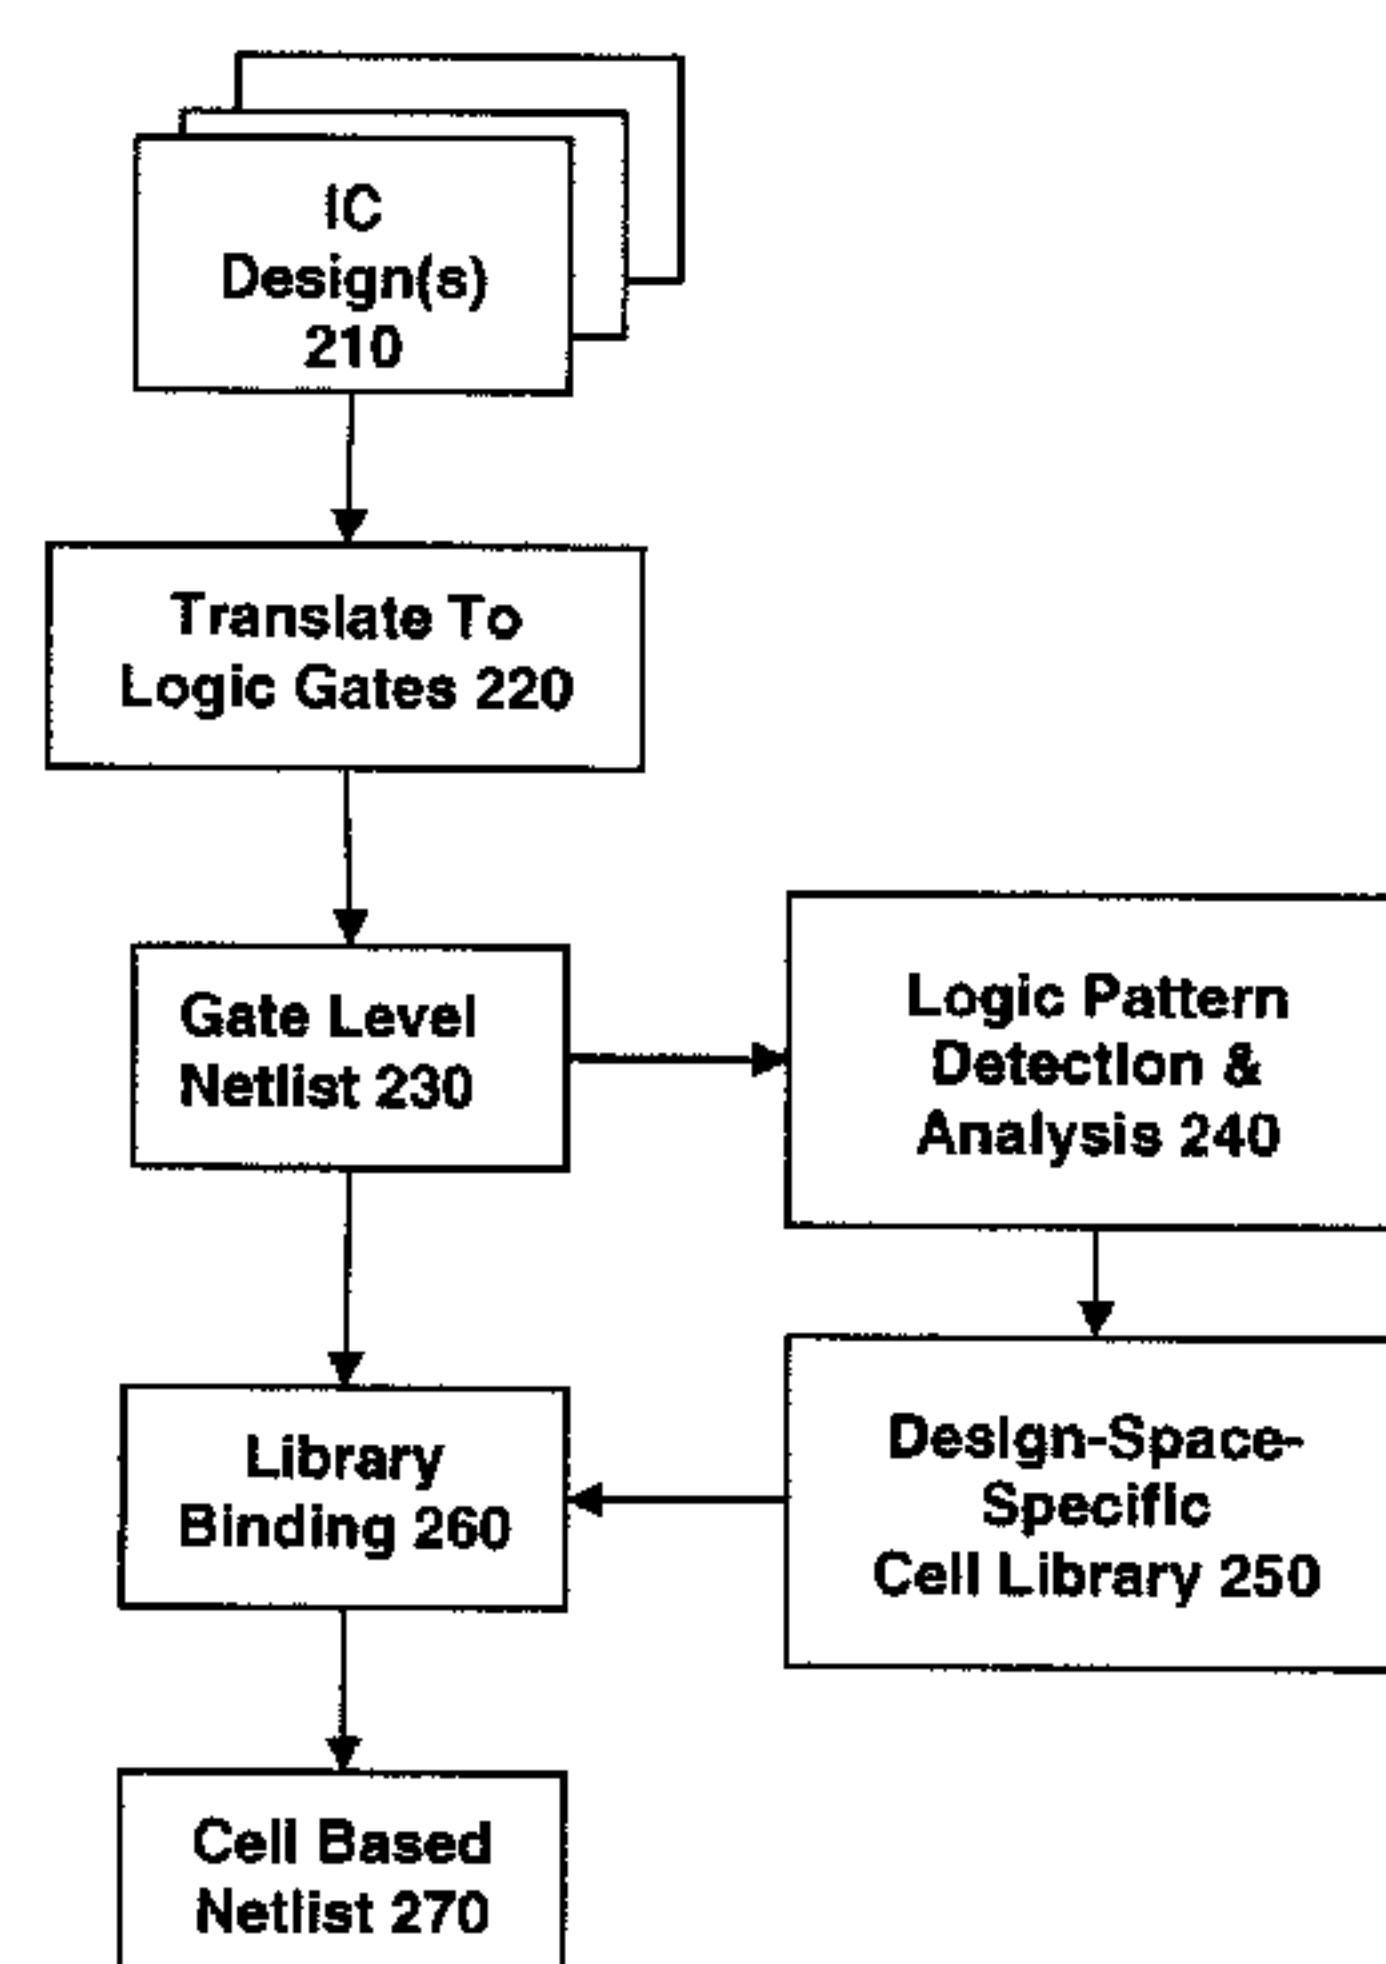 IC
Design(s)
210
Translate To
Logic Gates 220
Gate Level
Netlist 230
Logic Pattern
Detection &
Analysis 240
Library
Binding 260
Design-Space-
Specific
Cell Library 250
Cell Based
Netlist 270